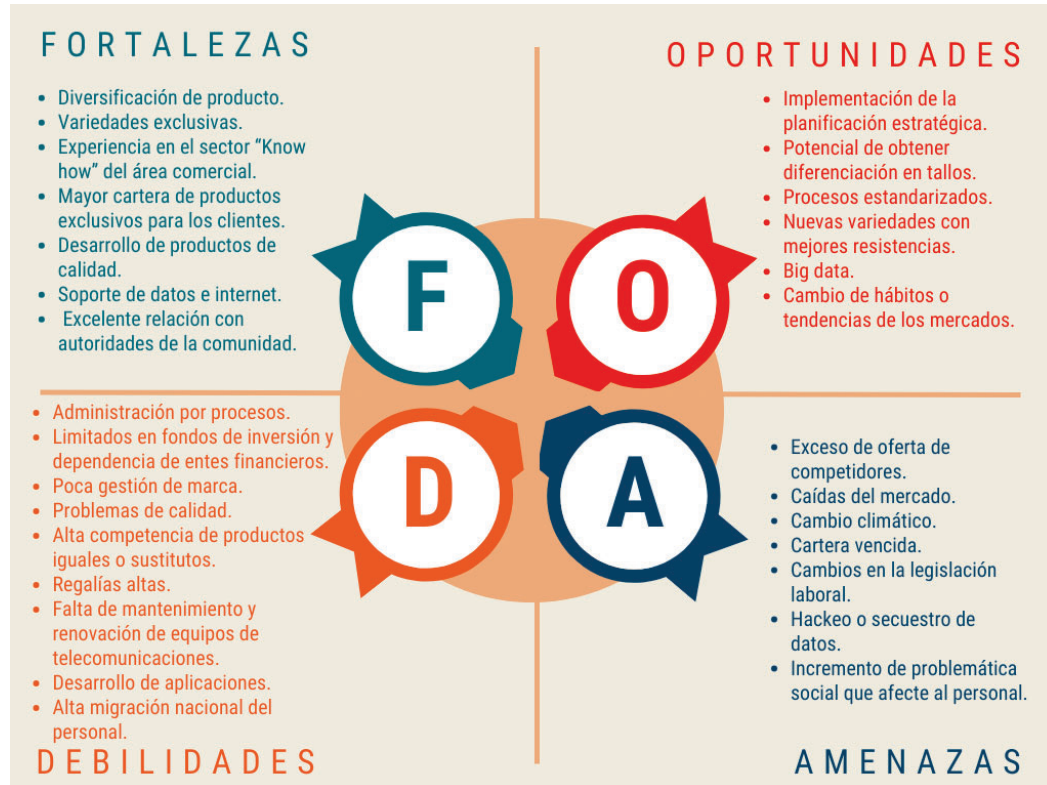 FORTALEZAS
• Diversificación de producto.
• Variedades exclusivas.
• Experiencia en el sector “Know
how” del área comercial.
• Mayor cartera de productos
exclusivos para los clientes.
• Desarrollo de productos de
calidad.
• Soporte de datos e internet.
• Excelente relación con
autoridades de la comunidad.
OPORTUNIDADES
• Implementación de la
planificación estratégica.
• Potencial de obtener
diferenciación en tallos.
• Procesos estandarizados.
• Nuevas variedades con
mejores resistencias.
• Big data.
• Cambio de hábitos o
tendencias de los mercados.
F
O
D
A
• Administración por procesos.
• Limitados en fondos de inversión y
dependencia de entes financieros.
• Poca gestión de marca.
• Problemas de calidad.
• Alta competencia de productos
iguales o sustitutos.
• Regalías altas.
• Falta de mantenimiento y
renovación de equipos de
telecomunicaciones.
• Desarrollo de aplicaciones.
• Alta migración nacional del
personal.
DEBILIDADES
• Exceso de oferta de
competidores.
• Caídas del mercado.
• Cambio climático.
• Cartera vencida.
• Cambios en la legislación
laboral.
• Hackeo o secuestro de
datos.
• Incremento de problemática
social que afecte al personal.
AMENAZAS